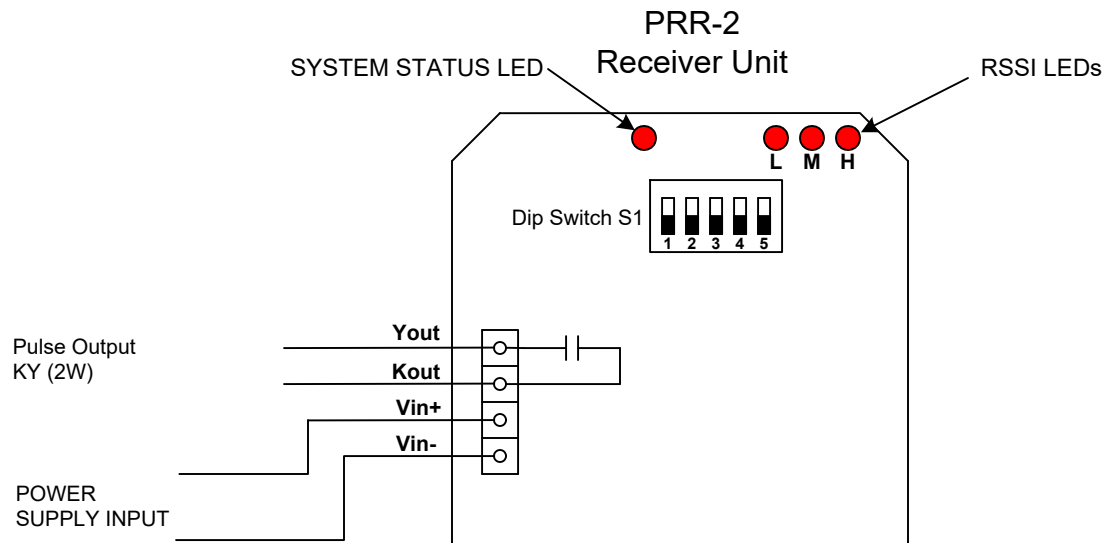 PRR-2
Receiver Unit
SYSTEM STATUS LED
RSSI LEDs
L M H
Dip Switch S1
1 2 3 4 5
Pulse Output
KY (2W)
Yout
Kout
Vin+
Vin-
POWER
SUPPLY INPUT